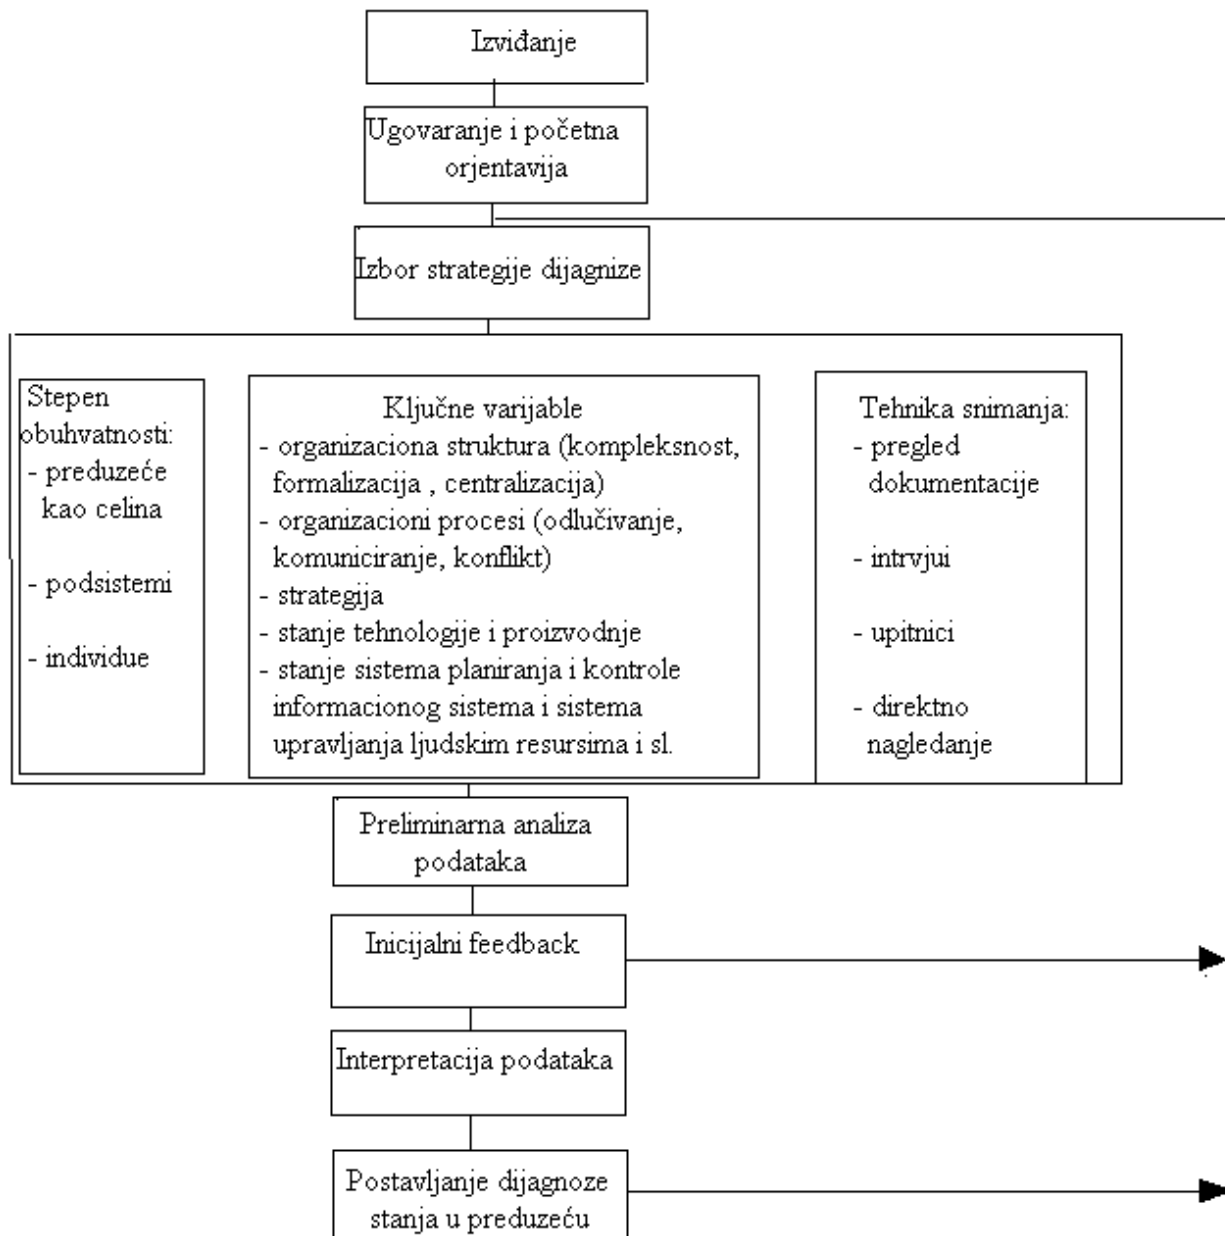 Izviđanje
Ugovaranje i početna
orjentavija
Izbor strategije dijagnize
Stepen
obuhvatnosti:
- preduzeće
kao celina
- podsistemi
- individue
Ključne varijable
- organizaciona struktura (kompleksnost,
formalizacija , centralizacija)
- organizacioni procesi (odlučivanje,
komuniciranje, konflikt)
- strategija
- stanje tehnologije i proizvodnje
- stanje sistema planiranja i kontrole
informacionog sistema i sistema
upravljanja ljudskim resursima i sl.
Tehnika snimanja:
- pregled
dokumentacije
- intrvjui
- upitnici
- direktno
nagledanje
Preliminarna analiza
podataka
Inicijalni feedback
Interpretacija podataka
Postavljanje dijagnoze
stanja u preduzeću